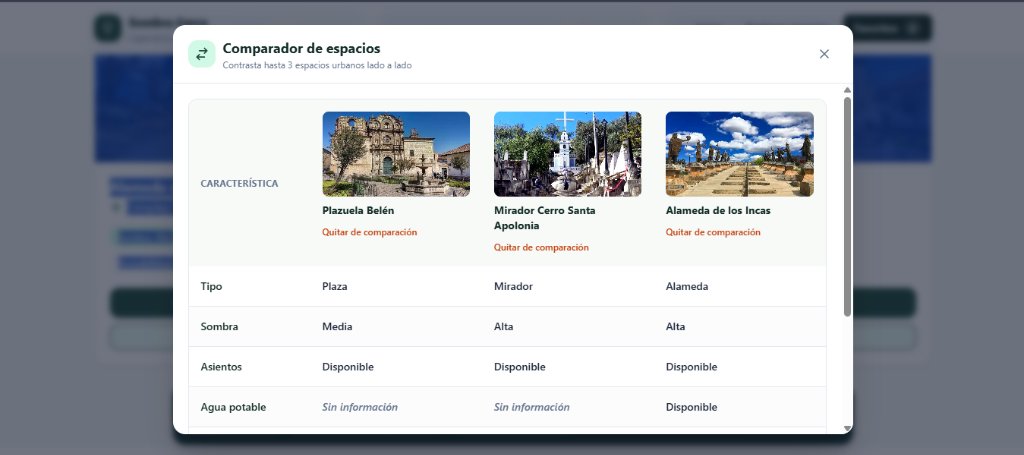 Comparador de espacios
Contrasta hasta 3 espacios urbanos lado a lado
CARACTERÍSTICA
Plazuela Belén
Quitar de comparación
Mirador Cerro Santa
Apolonia
Quitar de comparación
Alameda de los Incas
Quitar de comparación
Tipo Plaza Mirador Alameda
Sombra Media Alta Alta
Asientos Disponible Disponible Disponible
Agua potable Sin información Sin información Disponible